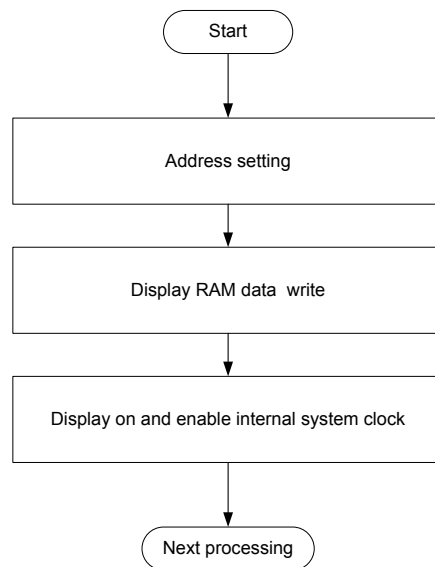 Start
Address setting
Display RAM data write
Display on and enable internal system clock
Next processing